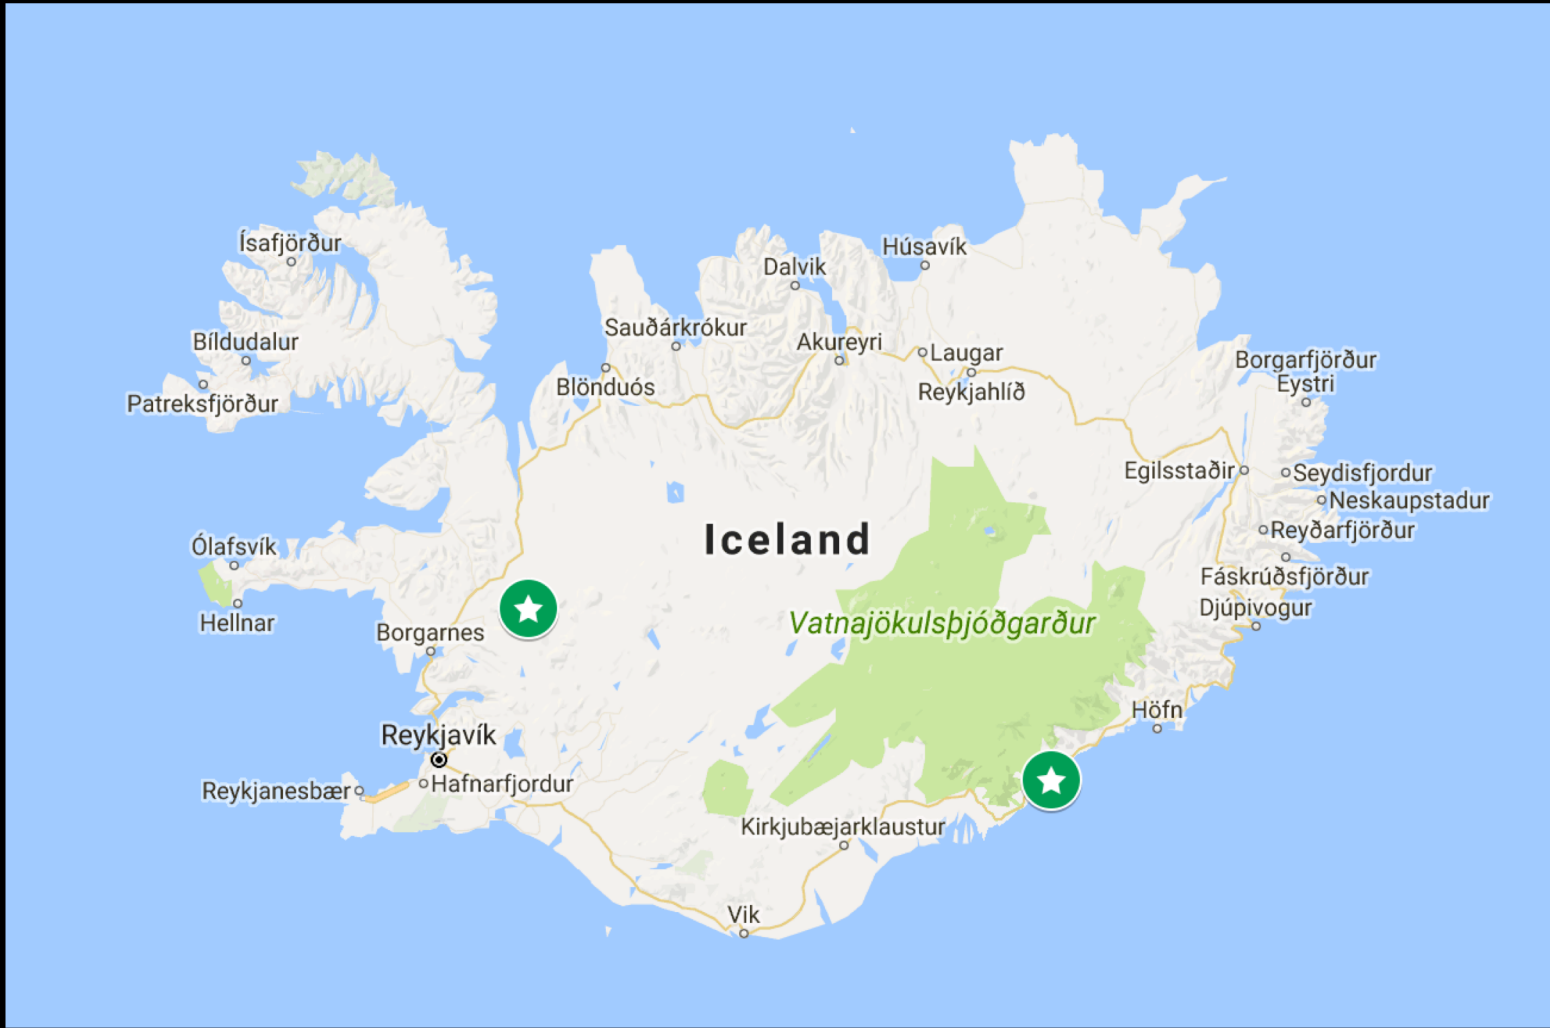 Ísafjörður
Húsavík
Dalvik
Sauðárkrókur
Bíldudalur
Akureyri
Laugar
Borgarfjörður
Eystri
Blönduós
Reykjahlíð
Patreksfjörður
Egilsstaðir
Seydisfjordur
Neskaupstadur
Reyðarfjörður
Iceland
Ólafsvík
Fáskrúðsfjörður
Djúpivogur
Hellnar
Vatnajökulsþjóðgarður
Borgarnes
Höfn
Reykjavík
Hafnarfjordur
Reykjanesbær
Kirkjubæjarklaustur
Vik